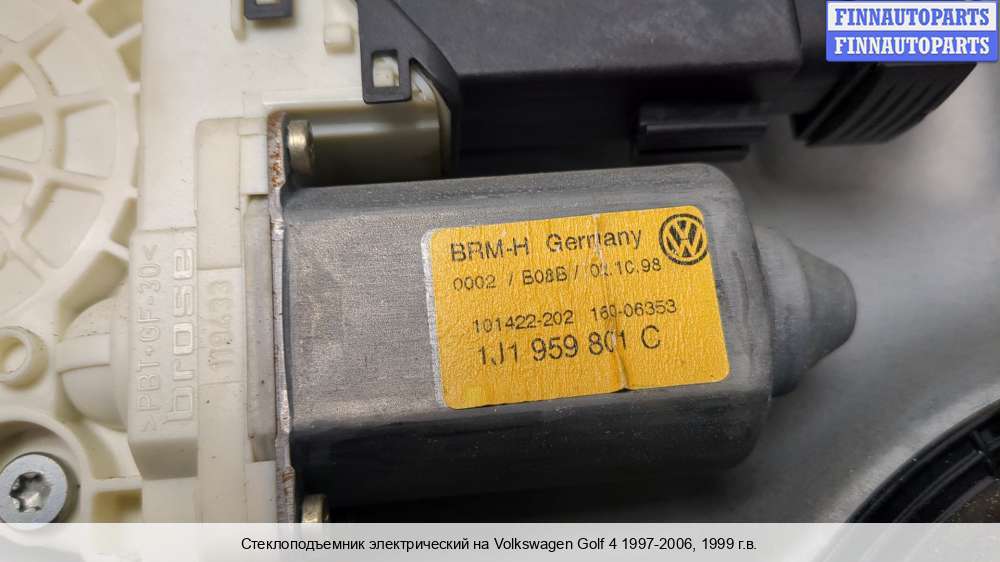 FINNAUTOPARTS
FINNAUTOPARTS
BRM-H Germany
0002 / B08B / 01.10.98
101422-202 160-06353
1J1 959 801 C
>PBT+GF-30<
brose
119433
Стеклоподъемник электрический на Volkswagen Golf 4 1997-2006, 1999 г.в.